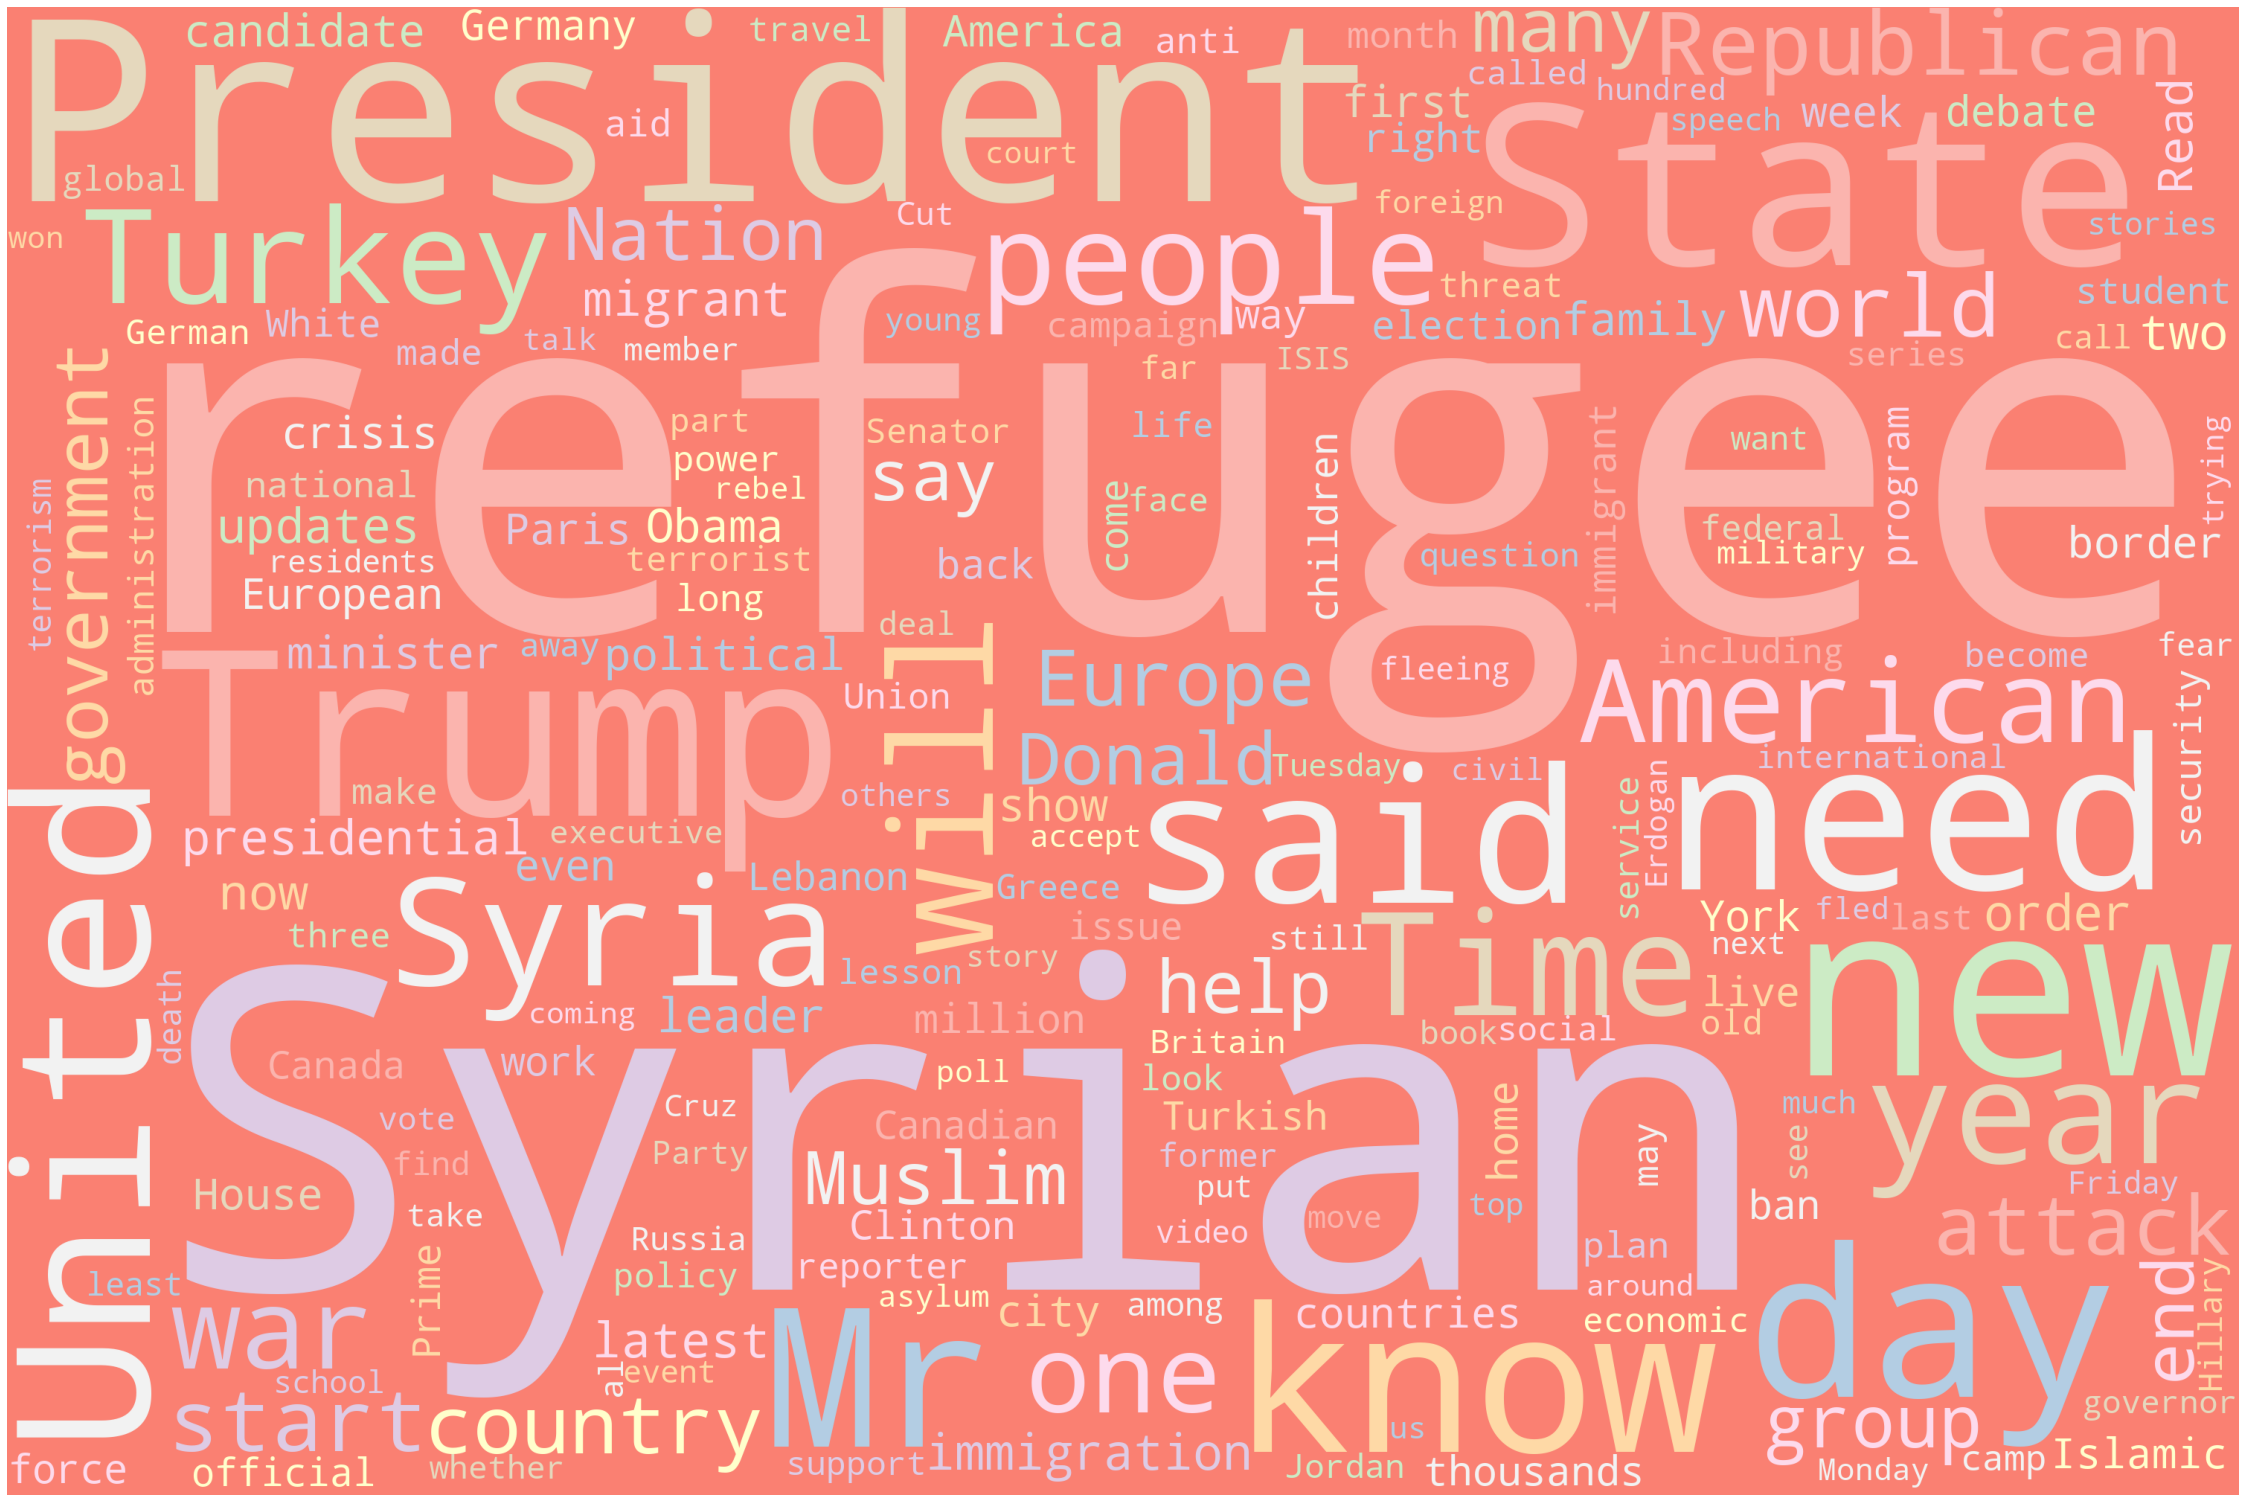 candidate Germany travel America anti month many Republican
President
called hundred
aid first speech week debate Read
global court right State
won Turkey Nation Cut people foreign stories
migrant threat world student
German White made talk member young campaign way election family call two
far ISIS series
refugee
crisis part Senator life want
national power say children immigrant program trying
updates Paris Obama rebel come face federal border
residents terrorist back question military
European long
terrorism administration government
minister away political deal fleeing including become fear
Trump Union Europe American
will Donald Tuesday civil international security
make others show said need
presidential executive accept service Erdogan
even Lebanon Greece York fled last order
now Syria issue still Time next
three lesson story help new
death coming leader million live
book social old
Syrian
Canada work poll Britain look year
vote Cruz Canadian Turkish home may much see
find Party Muslim former put top ban Friday
House take Clinton video move attack
Russia reporter plan
least Prime policy asylum among around end Hillary
United war latest city countries economic day
Mr one know
school al event governor
start country us group
force official whether support immigration Jordan thousands Monday camp Islamic